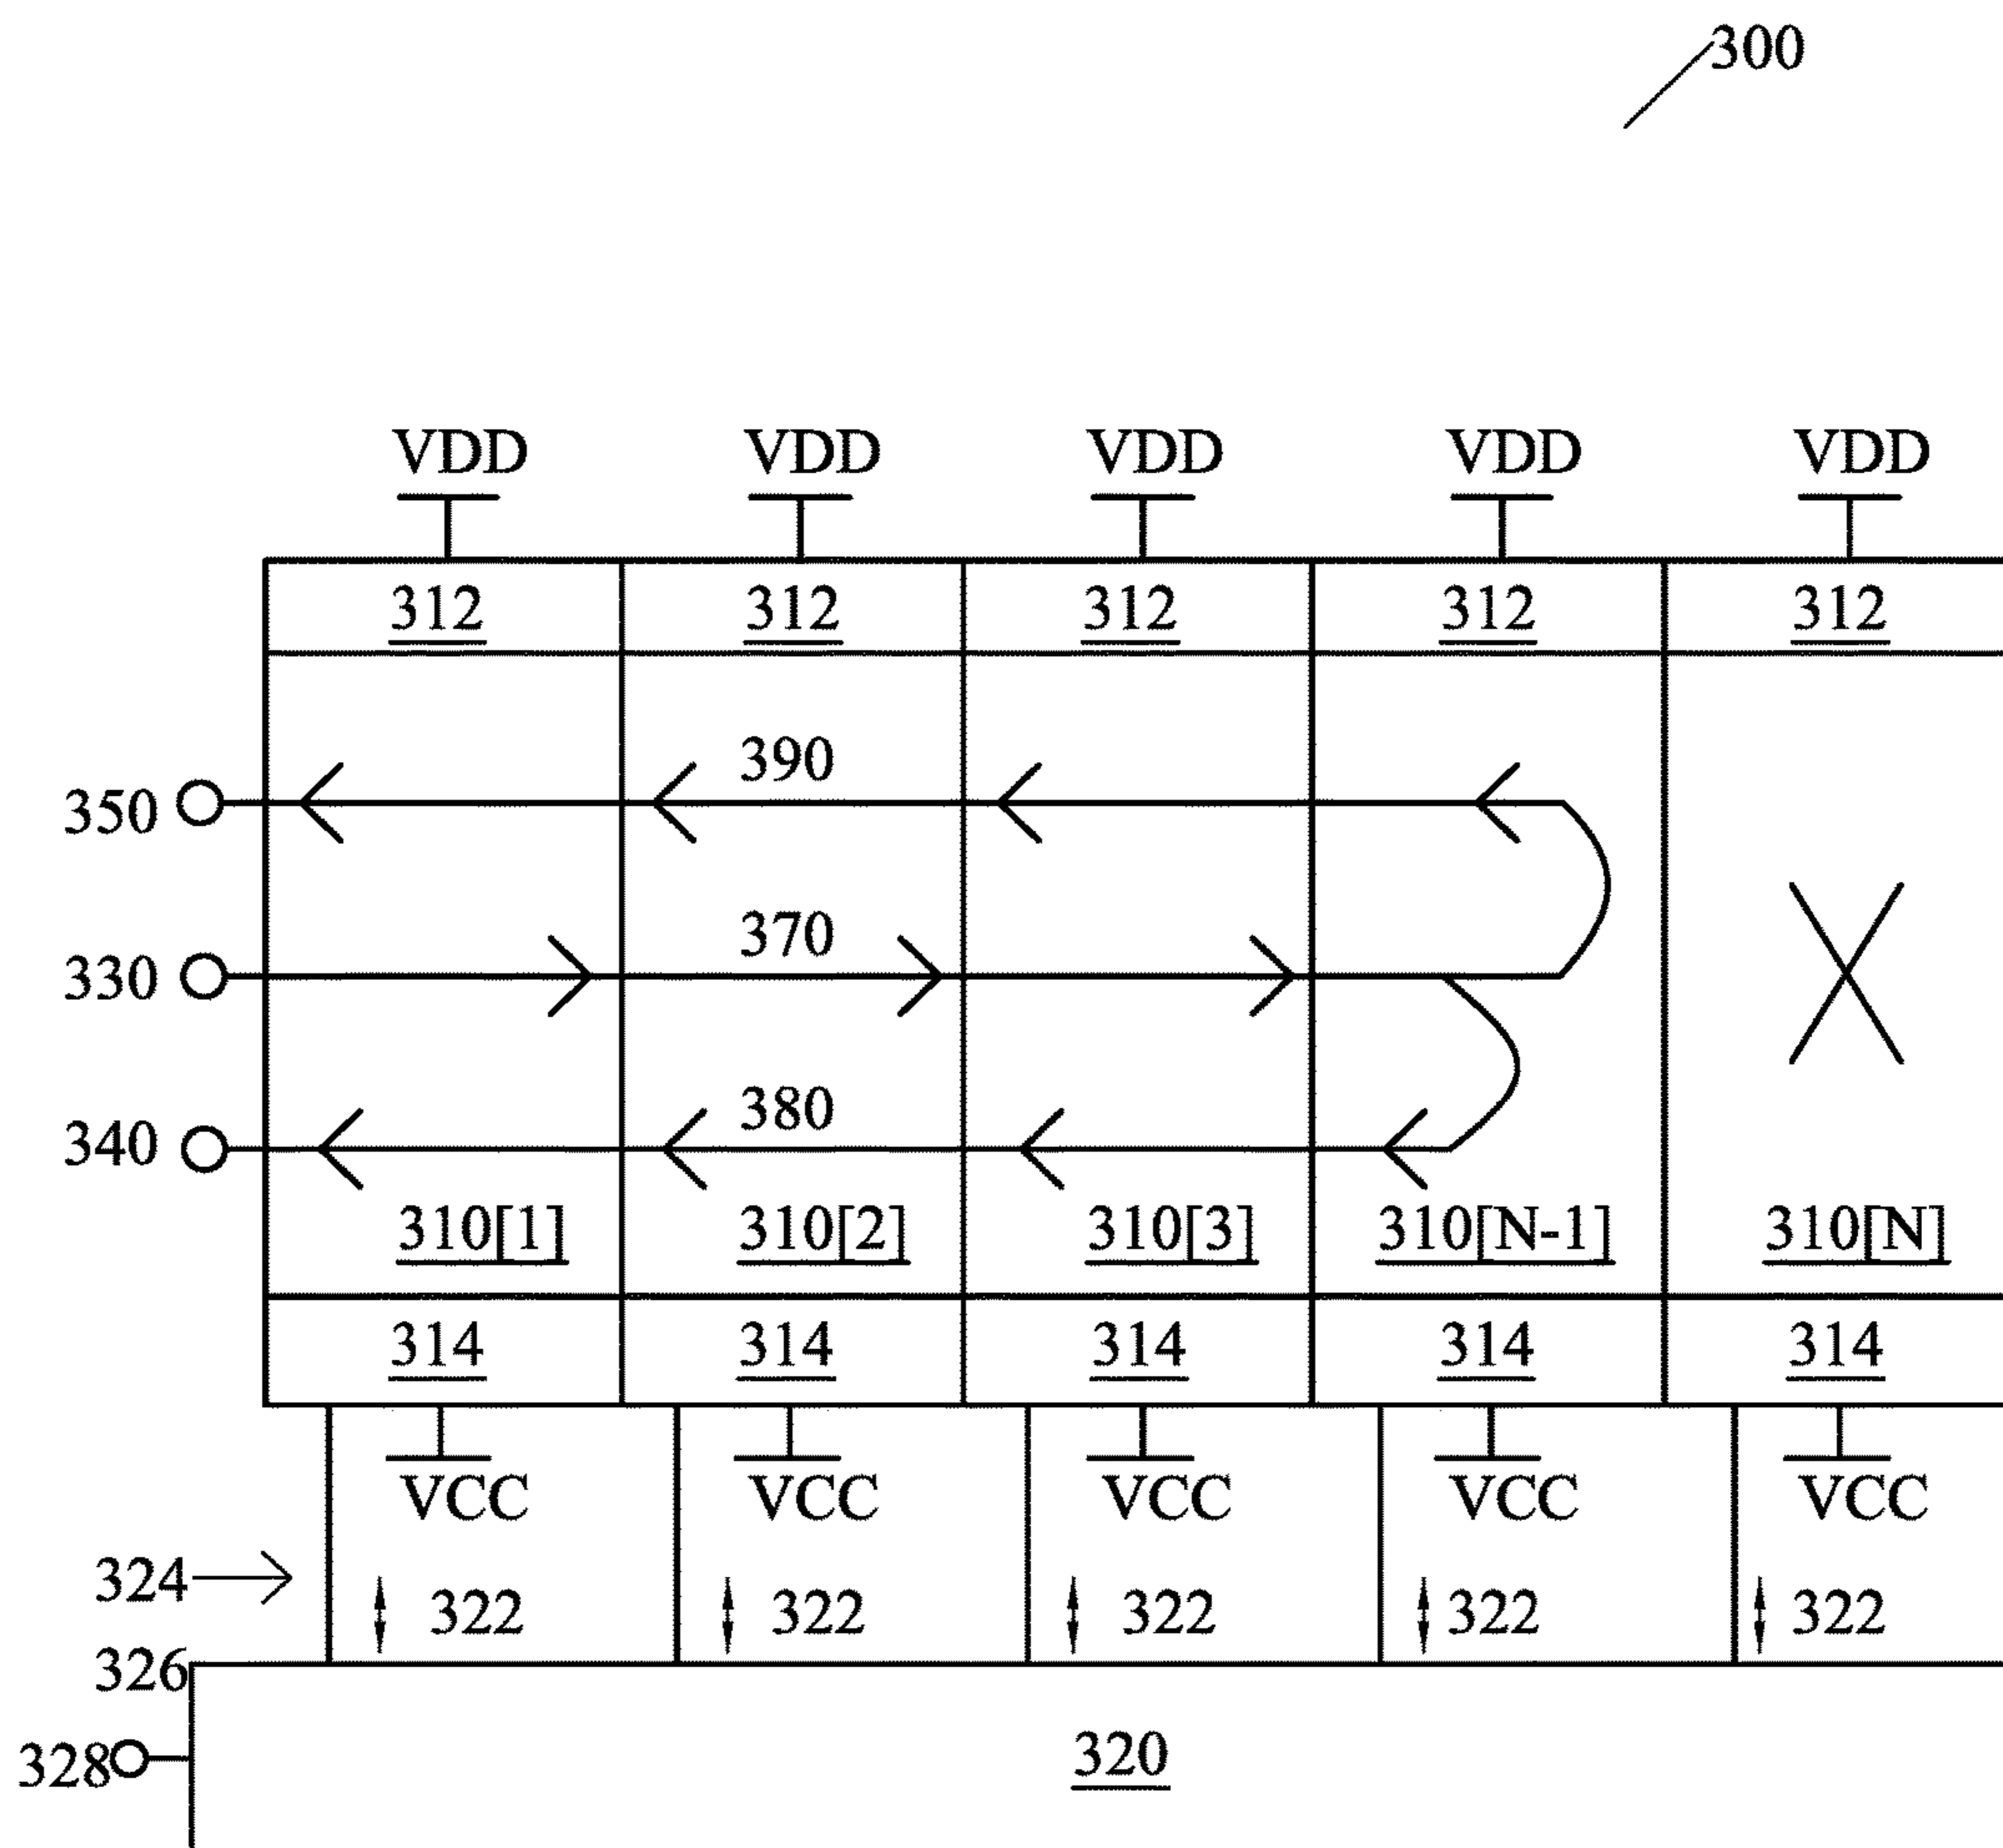 300
VDD VDD VDD VDD VDD
312 312 312 312 312
390
350
370
330
380
340
310[1] 310[2] 310[3] 310[N-1] 310[N]
314 314 314 314 314
VCC VCC VCC VCC VCC
324
322 322 322 322 322
326
320
328